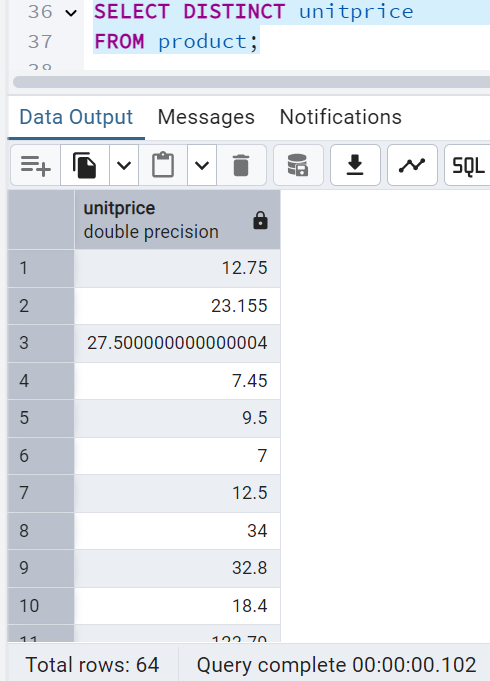 36 SELECT DISTINCT unitprice
37 FROM product;
38
Data Output Messages Notifications
SQL
unitprice
double precision
1 12.75
2 23.155
3 27.500000000000004
4 7.45
5 9.5
6 7
7 12.5
8 34
9 32.8
10 18.4
Total rows: 64 Query complete 00:00:00.102